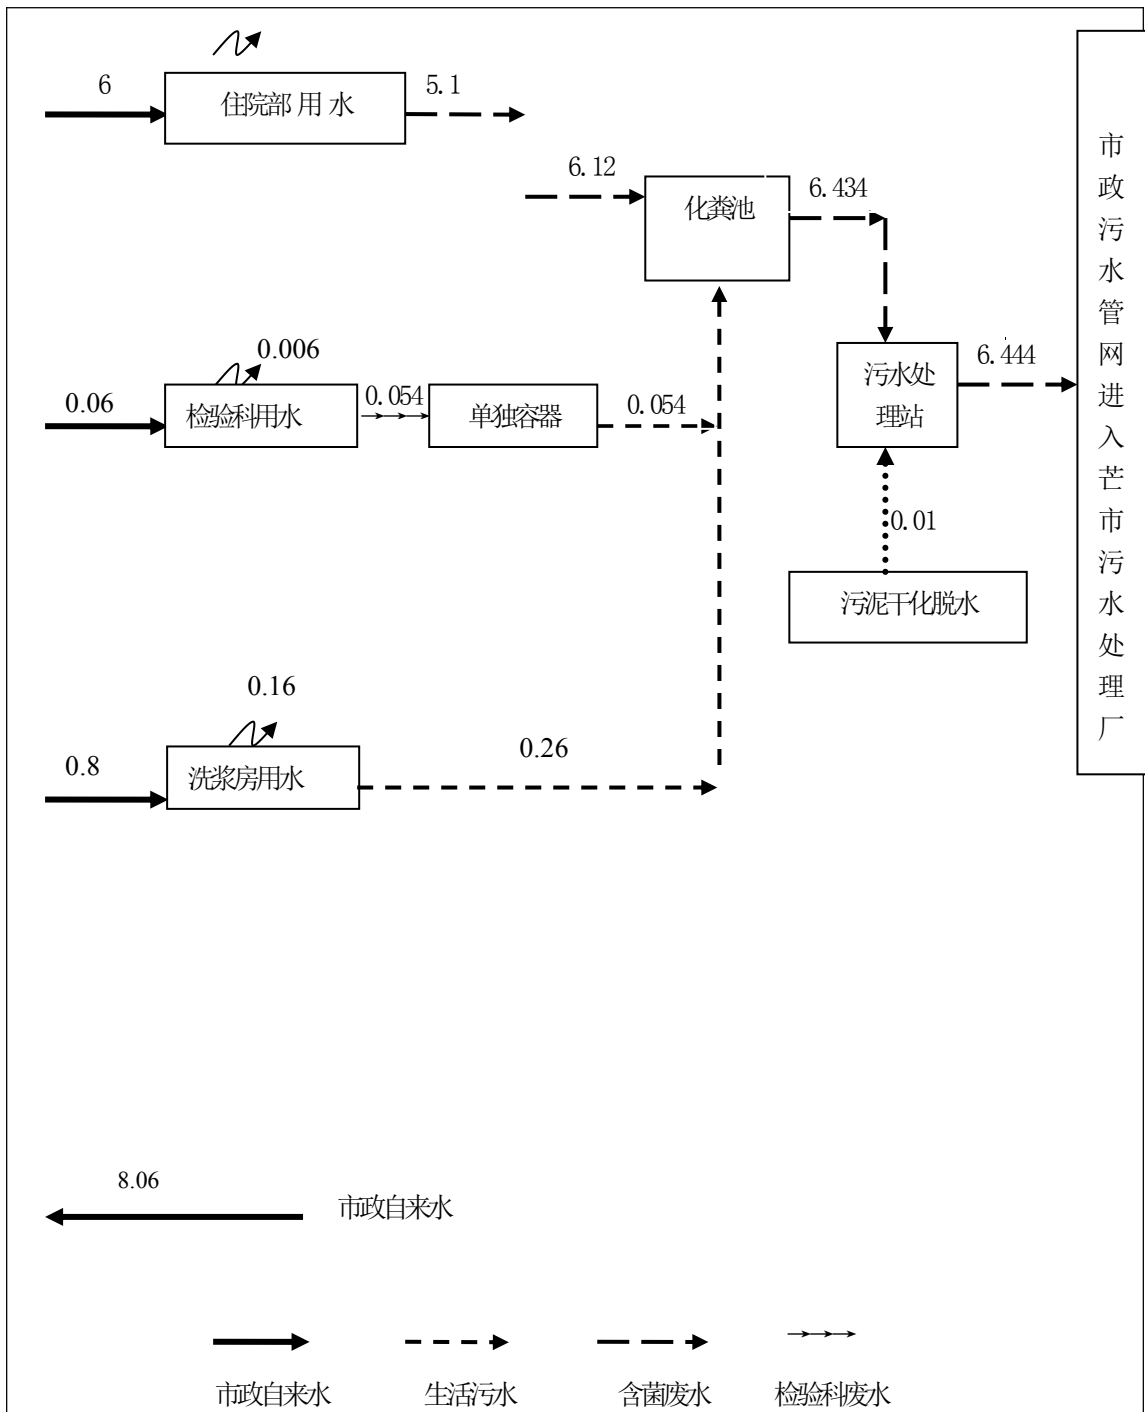 6
住院部 用 水
5.1
6.12
化粪池
6.434
0.006
0.06
检验科用水
0.054
单独容器
0.054
污水处
理站
6.444
0.01
污泥干化脱水
0.16
0.8
洗浆房用水
0.26
市政污水管网进入芒市污水处理厂
8.06
市政自来水
市政自来水
生活污水
含菌废水
检验科废水